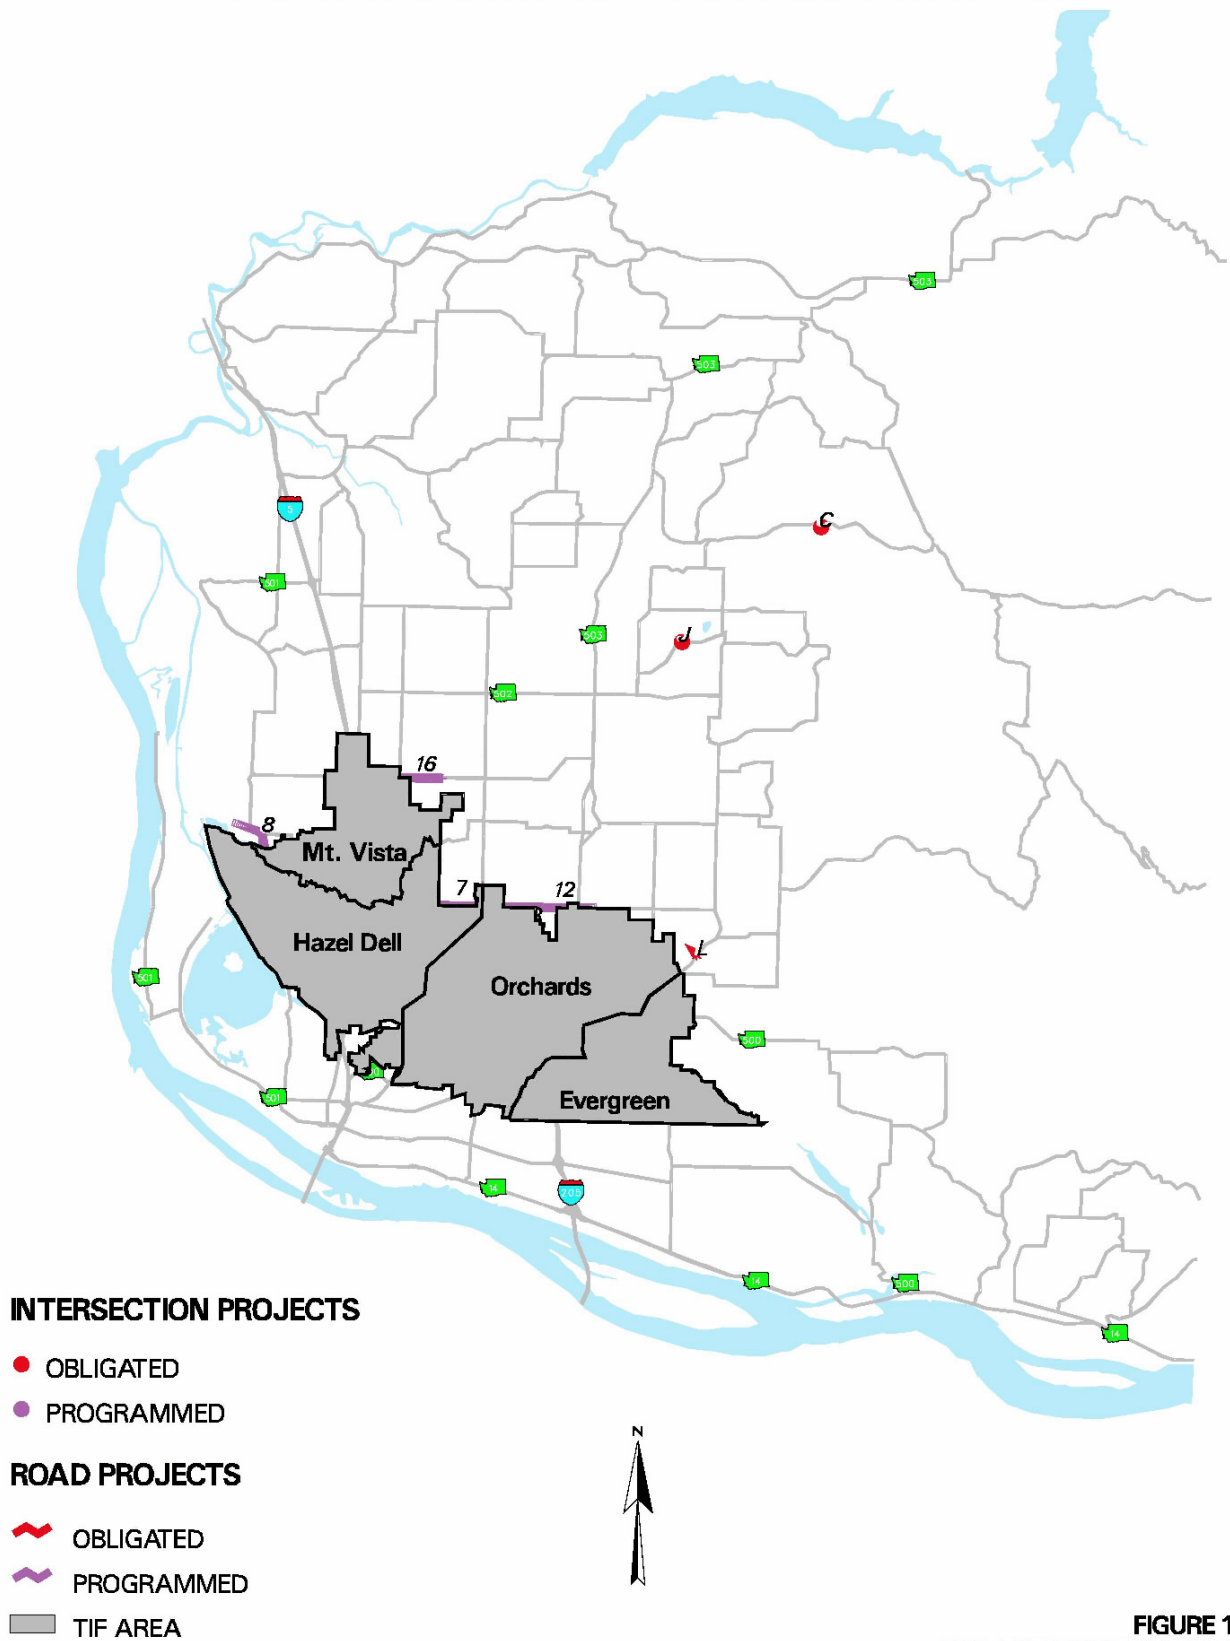 503
503
5
C
501
503
J
502
16
8
Mt. Vista
7
12
Hazel Dell
L
501
Orchards
500
501
Evergreen
14
205
14
500
14
INTERSECTION PROJECTS
OBLIGATED
PROGRAMMED
N
ROAD PROJECTS
OBLIGATED
PROGRAMMED
TIF AREA
FIGURE 1